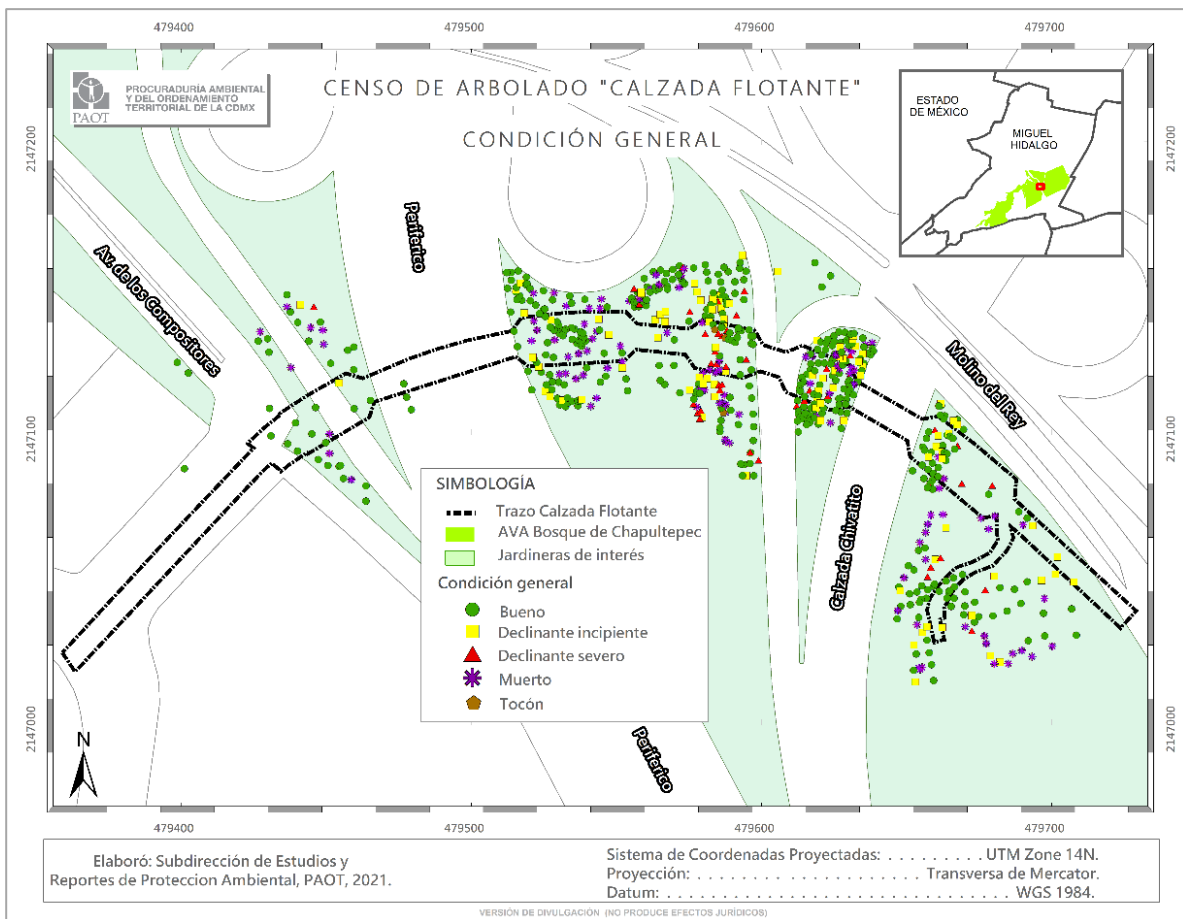 479400
479500
479600
479700
PROCURADURÍA AMBIENTAL
Y DEL ORDENAMIENTO
TERRITORIAL DE LA CDMX
PAOT
CENSO DE ARBOLADO "CALZADA FLOTANTE"
CONDICIÓN GENERAL
ESTADO
DE MÉXICO
MIGUEL
HIDALGO
2147200
2147200
Periferico
Av. de los Compositores
Molino del Rey
2147100
2147100
Calzada Chivatito
SIMBOLOGÍA
Trazo Calzada Flotante
AVA Bosque de Chapultepec
Jardineras de interés
Condición general
Bueno
Declinante incipiente
Declinante severo
Muerto
Tocón
2147000
2147000
Periferico
N
479400
479500
479600
479700
Elaboró: Subdirección de Estudios y
Reportes de Proteccion Ambiental, PAOT, 2021.
Sistema de Coordenadas Proyectadas: . . . . . . . . . UTM Zone 14N.
Proyección: . . . . . . . . . . . . . . . . . . . . . . . Transversa de Mercator.
Datum: . . . . . . . . . . . . . . . . . . . . . . . . . . . . . . . . WGS 1984.
VERSIÓN DE DIVULGACIÓN (NO PRODUCE EFECTOS JURÍDICOS)